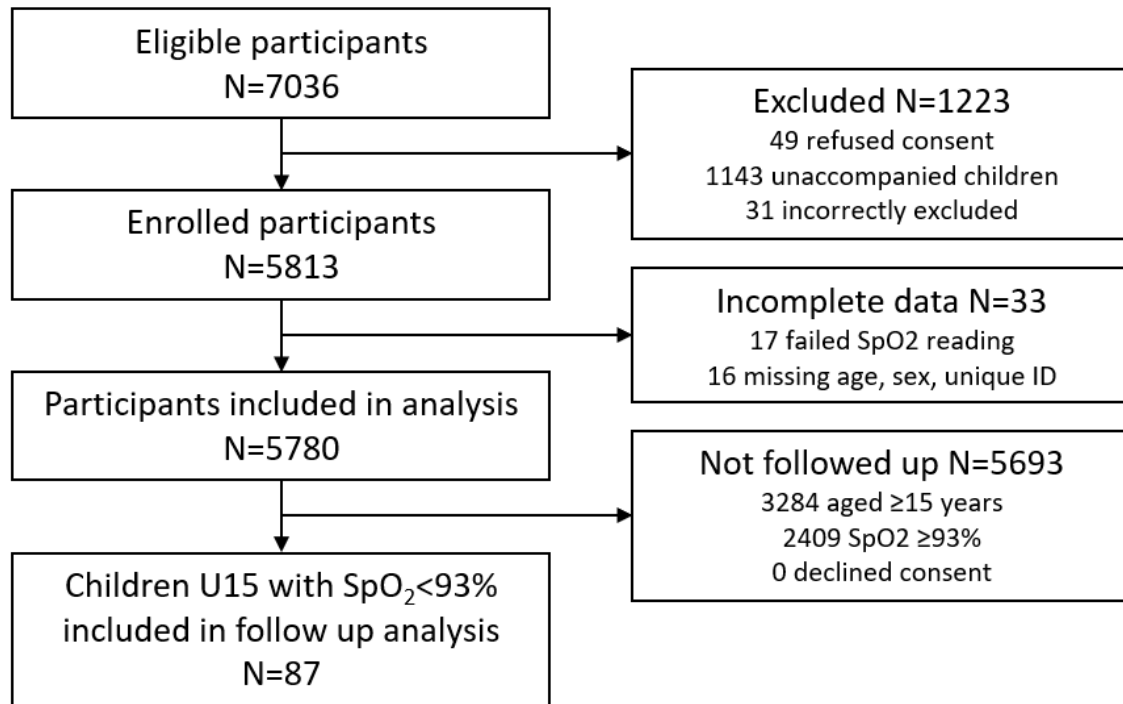 Eligible participants
N=7036
Excluded N=1223
49 refused consent
1143 unaccompanied children
31 incorrectly excluded
Enrolled participants
N=5813
Incomplete data N=33
17 failed SpO2 reading
16 missing age, sex, unique ID
Participants included in analysis
N=5780
Not followed up N=5693
3284 aged ≥15 years
2409 SpO2 ≥93%
0 declined consent
Children U15 with SpO₂<93%
included in follow up analysis
N=87